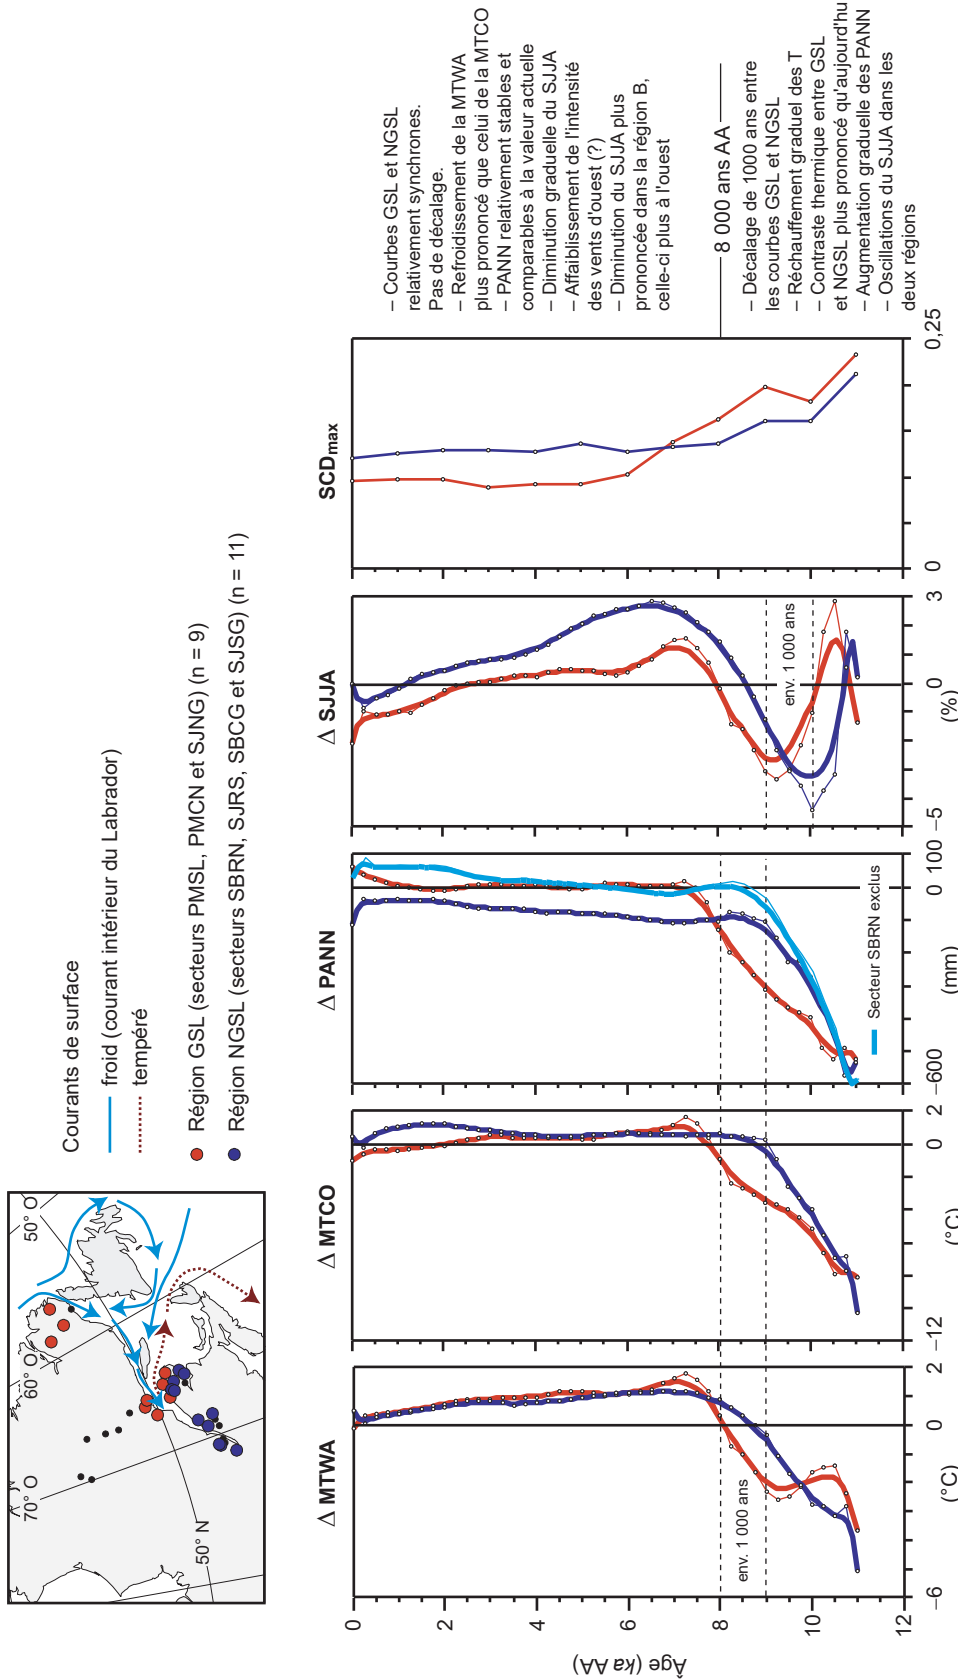 50° O
60° O
70° O
50° N
Courants de surface
froid (courant intérieur du Labrador)
tempéré
Région GSL (secteurs PMSL, PMCN et SJNG) (n = 9)
Région NGSL (secteurs SBRN, SJRS, SBCG et SJSG) (n = 11)
Δ MTWA
Δ MTCO
Δ PANN
Δ SJJA
SCDmax
Âge (ka AA)
0
2
4
6
8
10
12
env. 1 000 ans
–6
0
2
(°C)
–12
0
2
(°C)
–600
0
100
(mm)
Secteur SBRN exclus
env. 1 000 ans
–5
0
3
(%)
0
0,25
– Courbes GSL et NGSL
relativement synchrones.
Pas de décalage.
– Refroidissement de la MTWA
plus prononcé que celui de la MTCO
– PANN relativement stables et
comparables à la valeur actuelle
– Diminution graduelle du SJJA
– Affaiblissement de l'intensité
des vents d'ouest (?)
– Diminution du SJJA plus
prononcée dans la région B,
celle-ci plus à l'ouest
8 000 ans AA
– Décalage de 1000 ans entre
les courbes GSL et NGSL
– Réchauffement graduel des T
– Contraste thermique entre GSL
et NGSL plus prononcé qu'aujourd'hu
– Augmentation graduelle des PANN
– Oscillations du SJJA dans les
deux régions